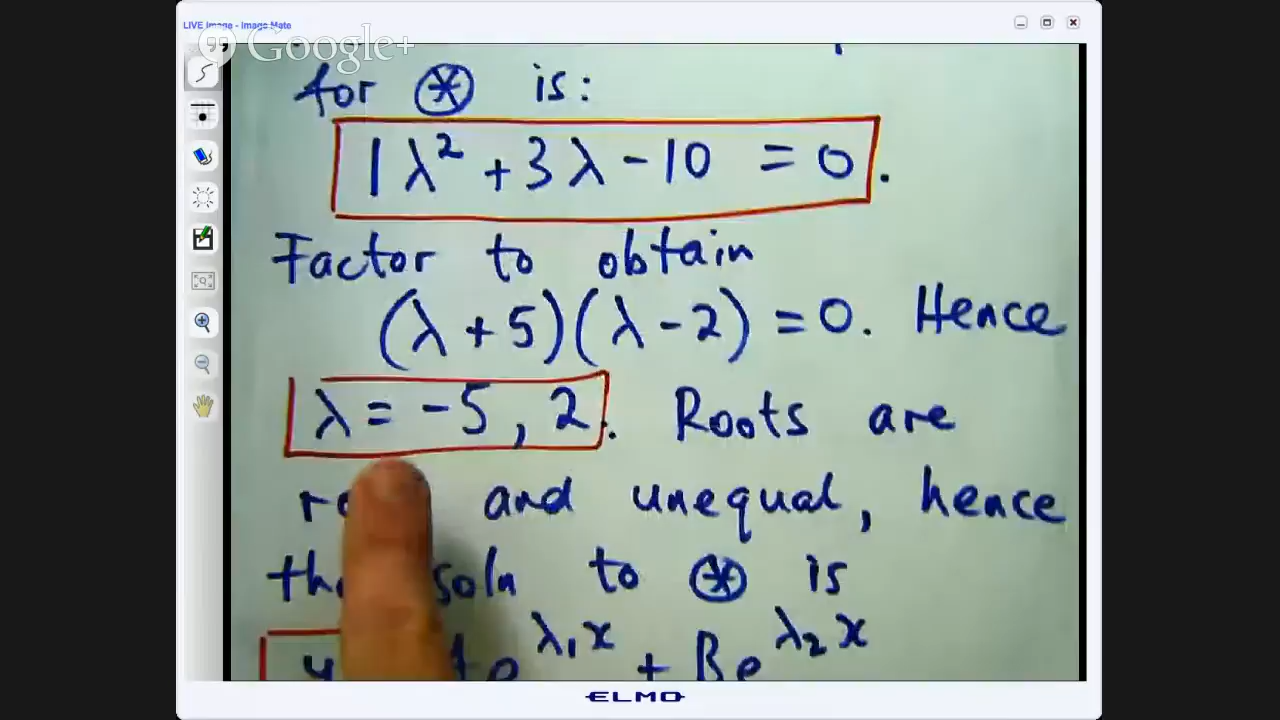 LIVE Image - Image Mate
Google+
for ⊛ is:
1λ² + 3λ - 10 = 0.
Factor to obtain
(λ + 5)(λ - 2) = 0. Hence
λ = -5, 2. Roots are
and unequal, hence
soln to ⊛ is
e^{λ₁x} + Be^{λ₂x}
ELMO